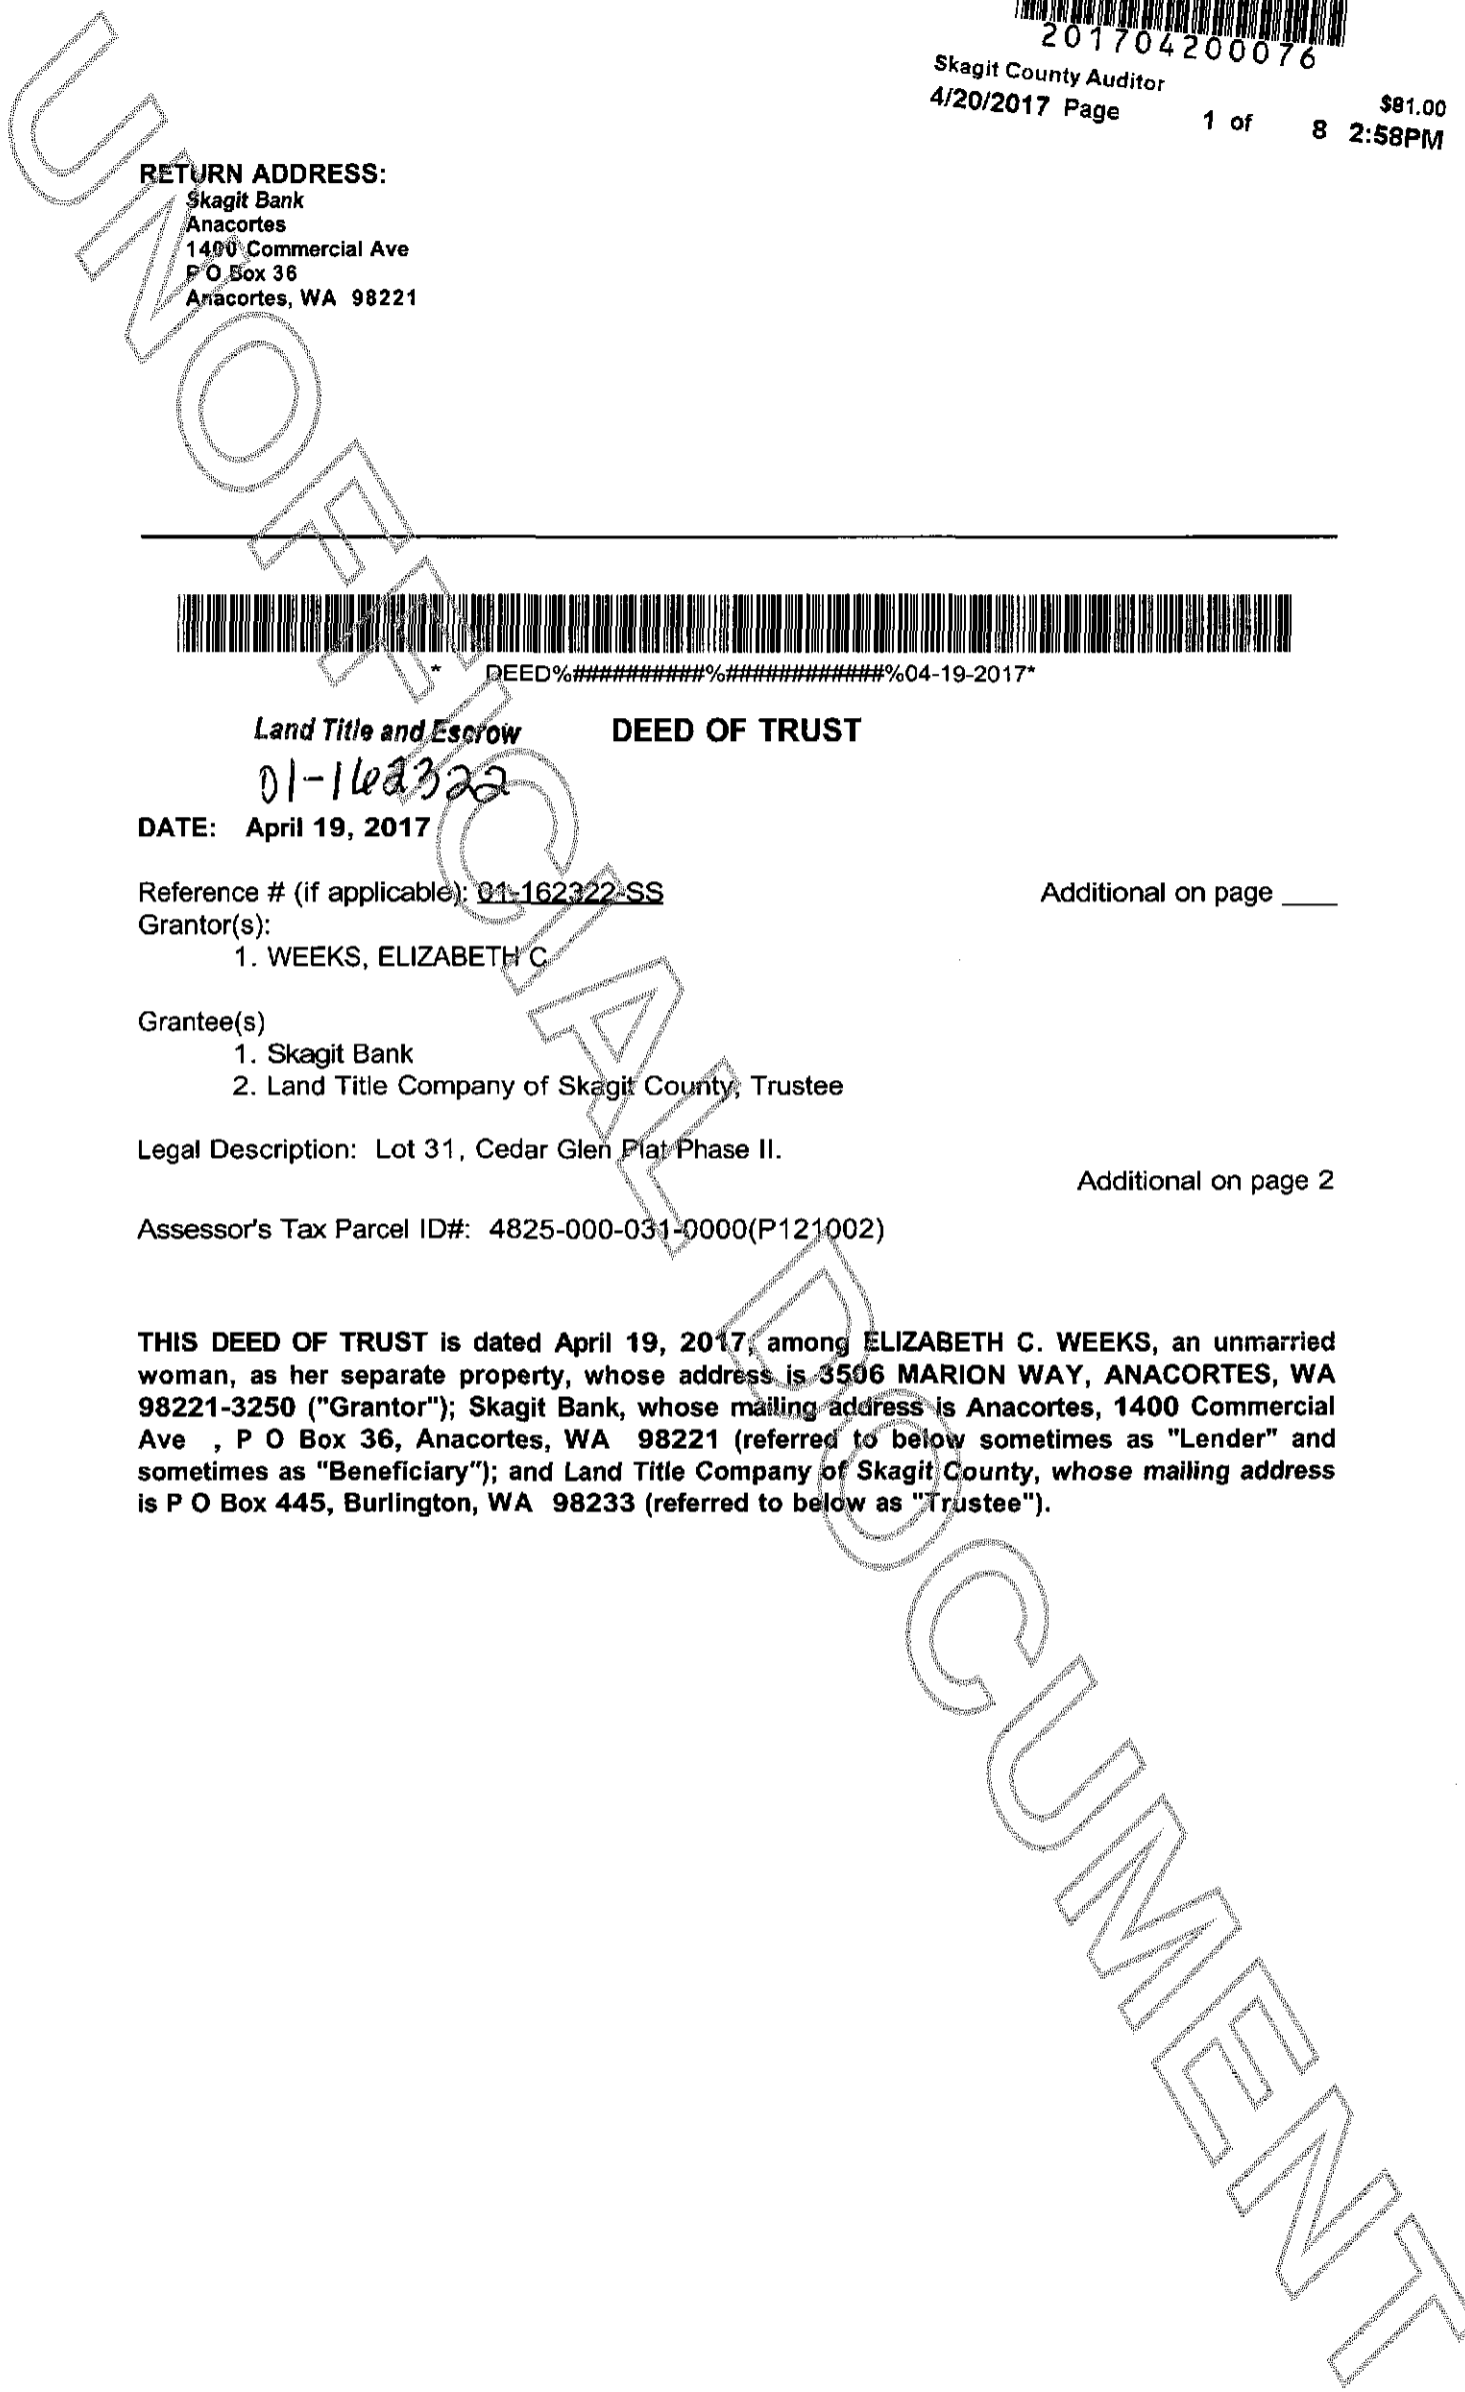 201704200076
Skagit County Auditor $81.00
4/20/2017 Page 1 of 8 2:58PM
RETURN ADDRESS:
Skagit Bank
Anacortes
1400 Commercial Ave
P O Box 36
Anacortes, WA 98221
* DEED%##########%############%04-19-2017*
Land Title and Escrow DEED OF TRUST
01-162322
DATE: April 19, 2017
Reference # (if applicable): 01-162322-SS Additional on page ____
Grantor(s):
1. WEEKS, ELIZABETH C
Grantee(s)
1. Skagit Bank
2. Land Title Company of Skagit County, Trustee
Legal Description: Lot 31, Cedar Glen Plat Phase II.
Additional on page 2
Assessor's Tax Parcel ID#: 4825-000-031-0000(P121002)
THIS DEED OF TRUST is dated April 19, 2017, among ELIZABETH C. WEEKS, an unmarried
woman, as her separate property, whose address is 3506 MARION WAY, ANACORTES, WA
98221-3250 ("Grantor"); Skagit Bank, whose mailing address is Anacortes, 1400 Commercial
Ave , P O Box 36, Anacortes, WA 98221 (referred to below sometimes as "Lender" and
sometimes as "Beneficiary"); and Land Title Company of Skagit County, whose mailing address
is P O Box 445, Burlington, WA 98233 (referred to below as "Trustee").
UNOFFICIAL DOCUMENT